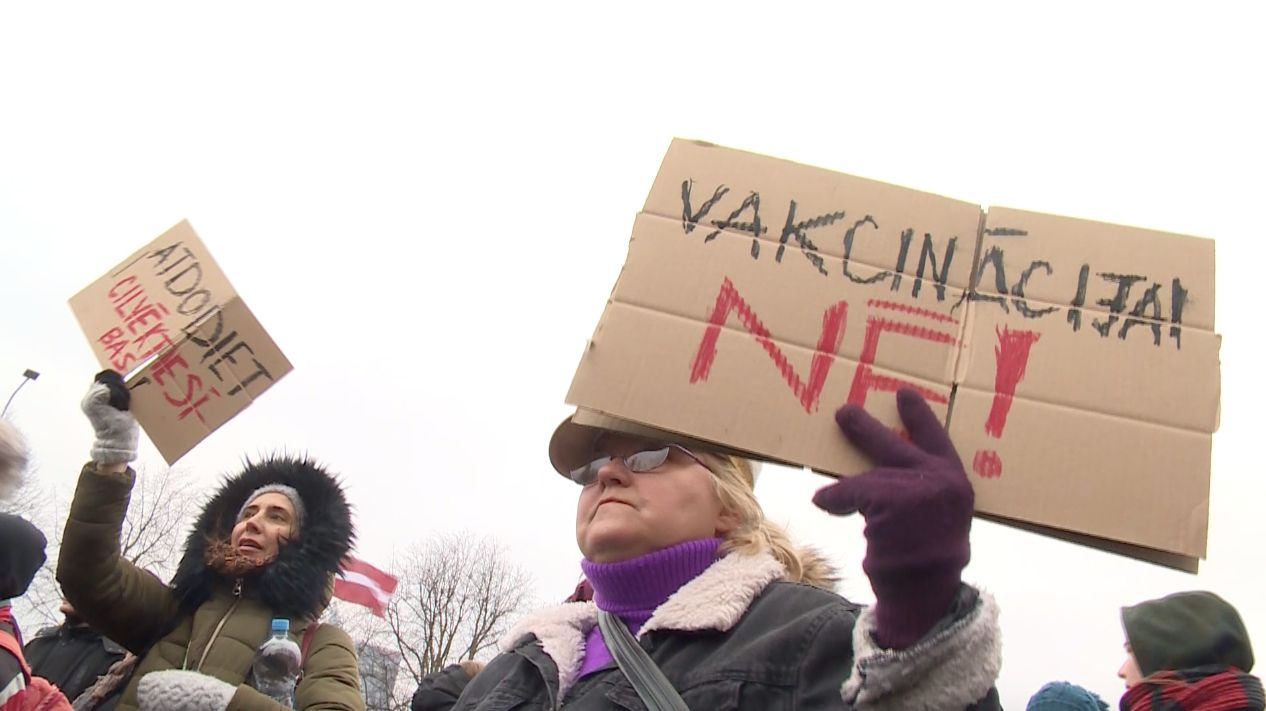 ATDODIET
CILVĒKTIESĪ
BAS
VAKCINĀCIJAI
NĒ!